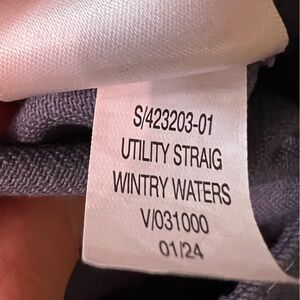 S/423203-01
UTILITY STRAIG
WINTRY WATERS
V/031000
01/24